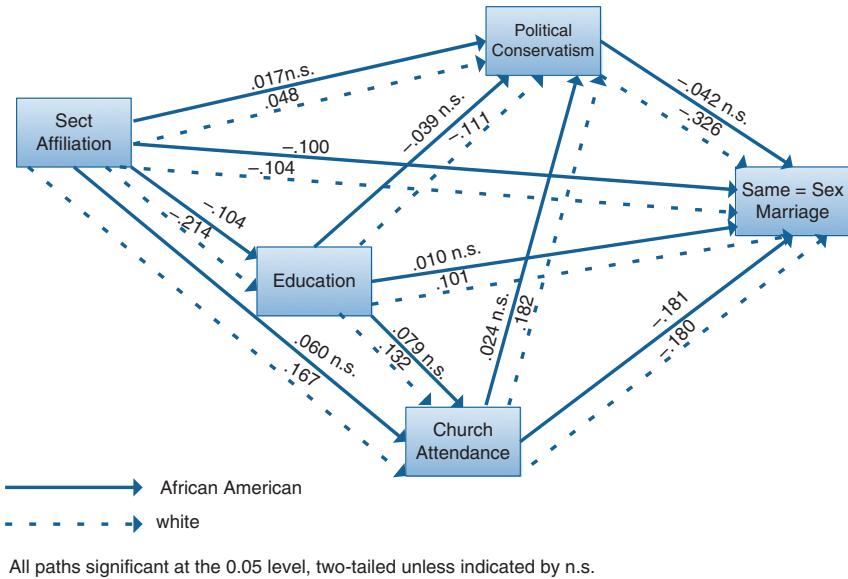 Political
Conservatism
.017n.s.
.048
Sect
Affiliation
–.039 n.s.
–.111
–.042 n.s.
–.326
–.100
–.104
Same = Sex
Marriage
–.104
–.214
Education
.010 n.s.
.101
.024 n.s.
.182
.079 n.s.
.132
.060 n.s.
.167
–.181
–.180
Church
Attendance
African American
white
All paths significant at the 0.05 level, two-tailed unless indicated by n.s.